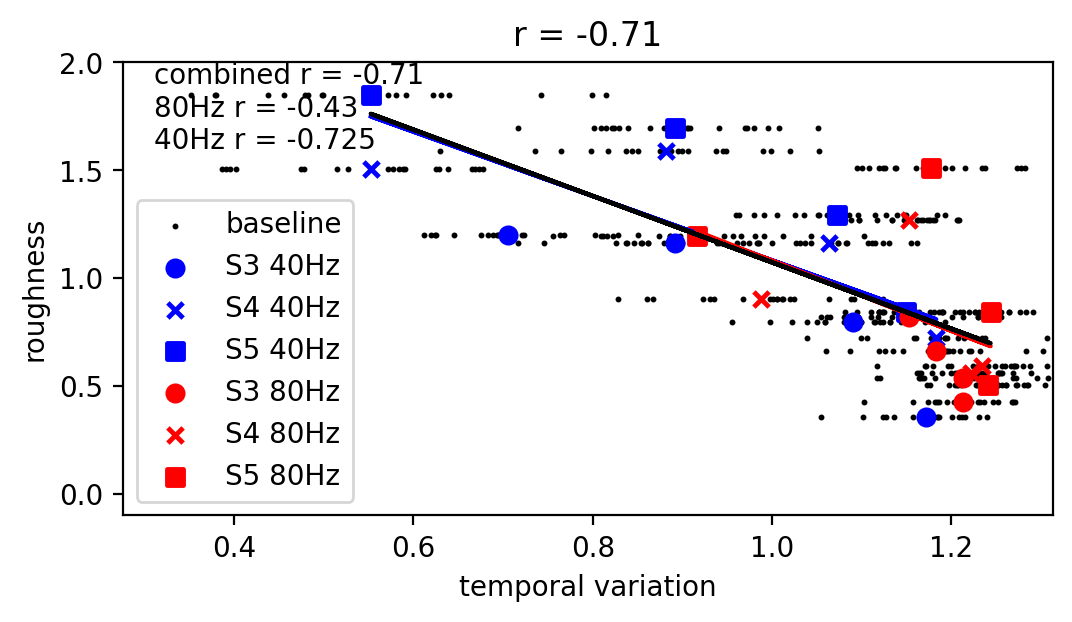 r = -0.71
combined r = -0.71
80Hz r = -0.43
40Hz r = -0.725
baseline
S3 40Hz
S4 40Hz
S5 40Hz
S3 80Hz
S4 80Hz
S5 80Hz
roughness
2.0
1.5
1.0
0.5
0.0
0.4 0.6 0.8 1.0 1.2
temporal variation